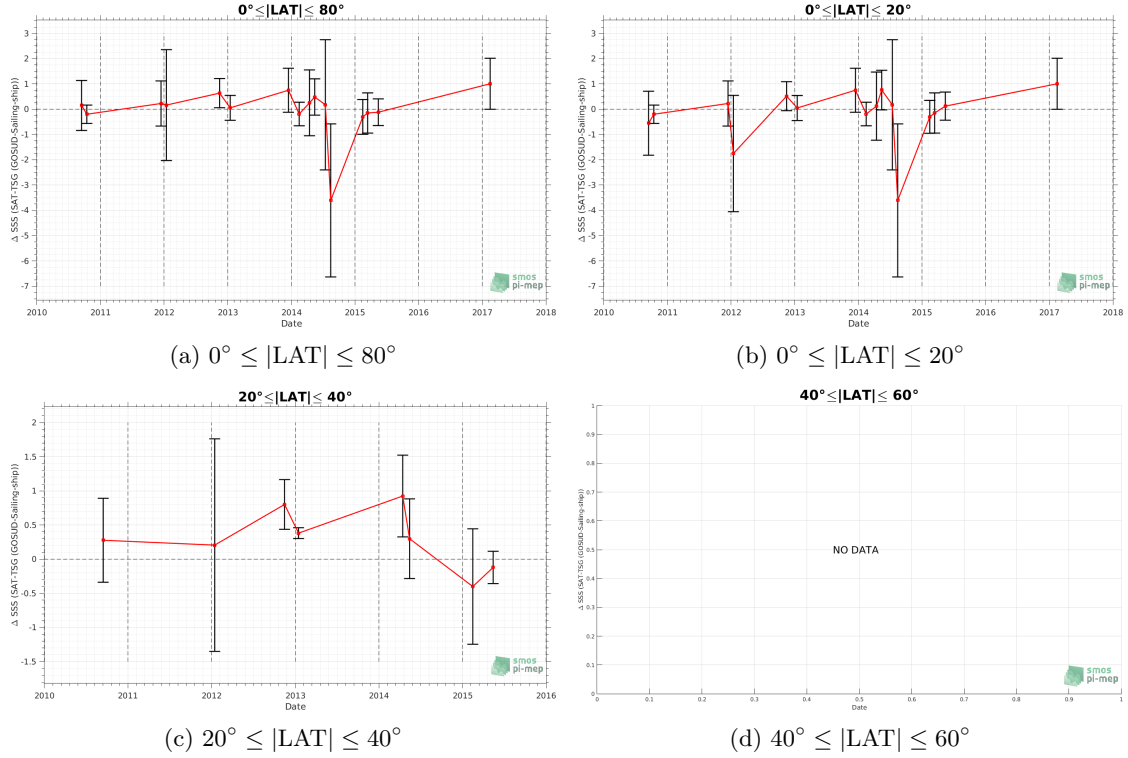 0°≤|LAT|≤ 80°
3
2
1
0
-1
-2
-3
-4
-5
-6
-7
Δ SSS (SAT-TSG (GOSUD-Sailing-ship))
2010 2011 2012 2013 2014 2015 2016 2017 2018
Date
smos
pi-mep
(a) 0° ≤ |LAT| ≤ 80°
0°≤|LAT|≤ 20°
3
2
1
0
-1
-2
-3
-4
-5
-6
-7
Δ SSS (SAT-TSG (GOSUD-Sailing-ship))
2010 2011 2012 2013 2014 2015 2016 2017 2018
Date
smos
pi-mep
(b) 0° ≤ |LAT| ≤ 20°
20°≤|LAT|≤ 40°
2
1.5
1
0.5
0
-0.5
-1
-1.5
Δ SSS (SAT-TSG (GOSUD-Sailing-ship))
2010 2011 2012 2013 2014 2015 2016
Date
smos
pi-mep
(c) 20° ≤ |LAT| ≤ 40°
40°≤|LAT|≤ 60°
1
0.9
0.8
0.7
0.6
0.5
0.4
0.3
0.2
0.1
0
Δ SSS (SAT-TSG (GOSUD-Sailing-ship))
NO DATA
0 0.1 0.2 0.3 0.4 0.5 0.6 0.7 0.8 0.9 1
Date
smos
pi-mep
(d) 40° ≤ |LAT| ≤ 60°